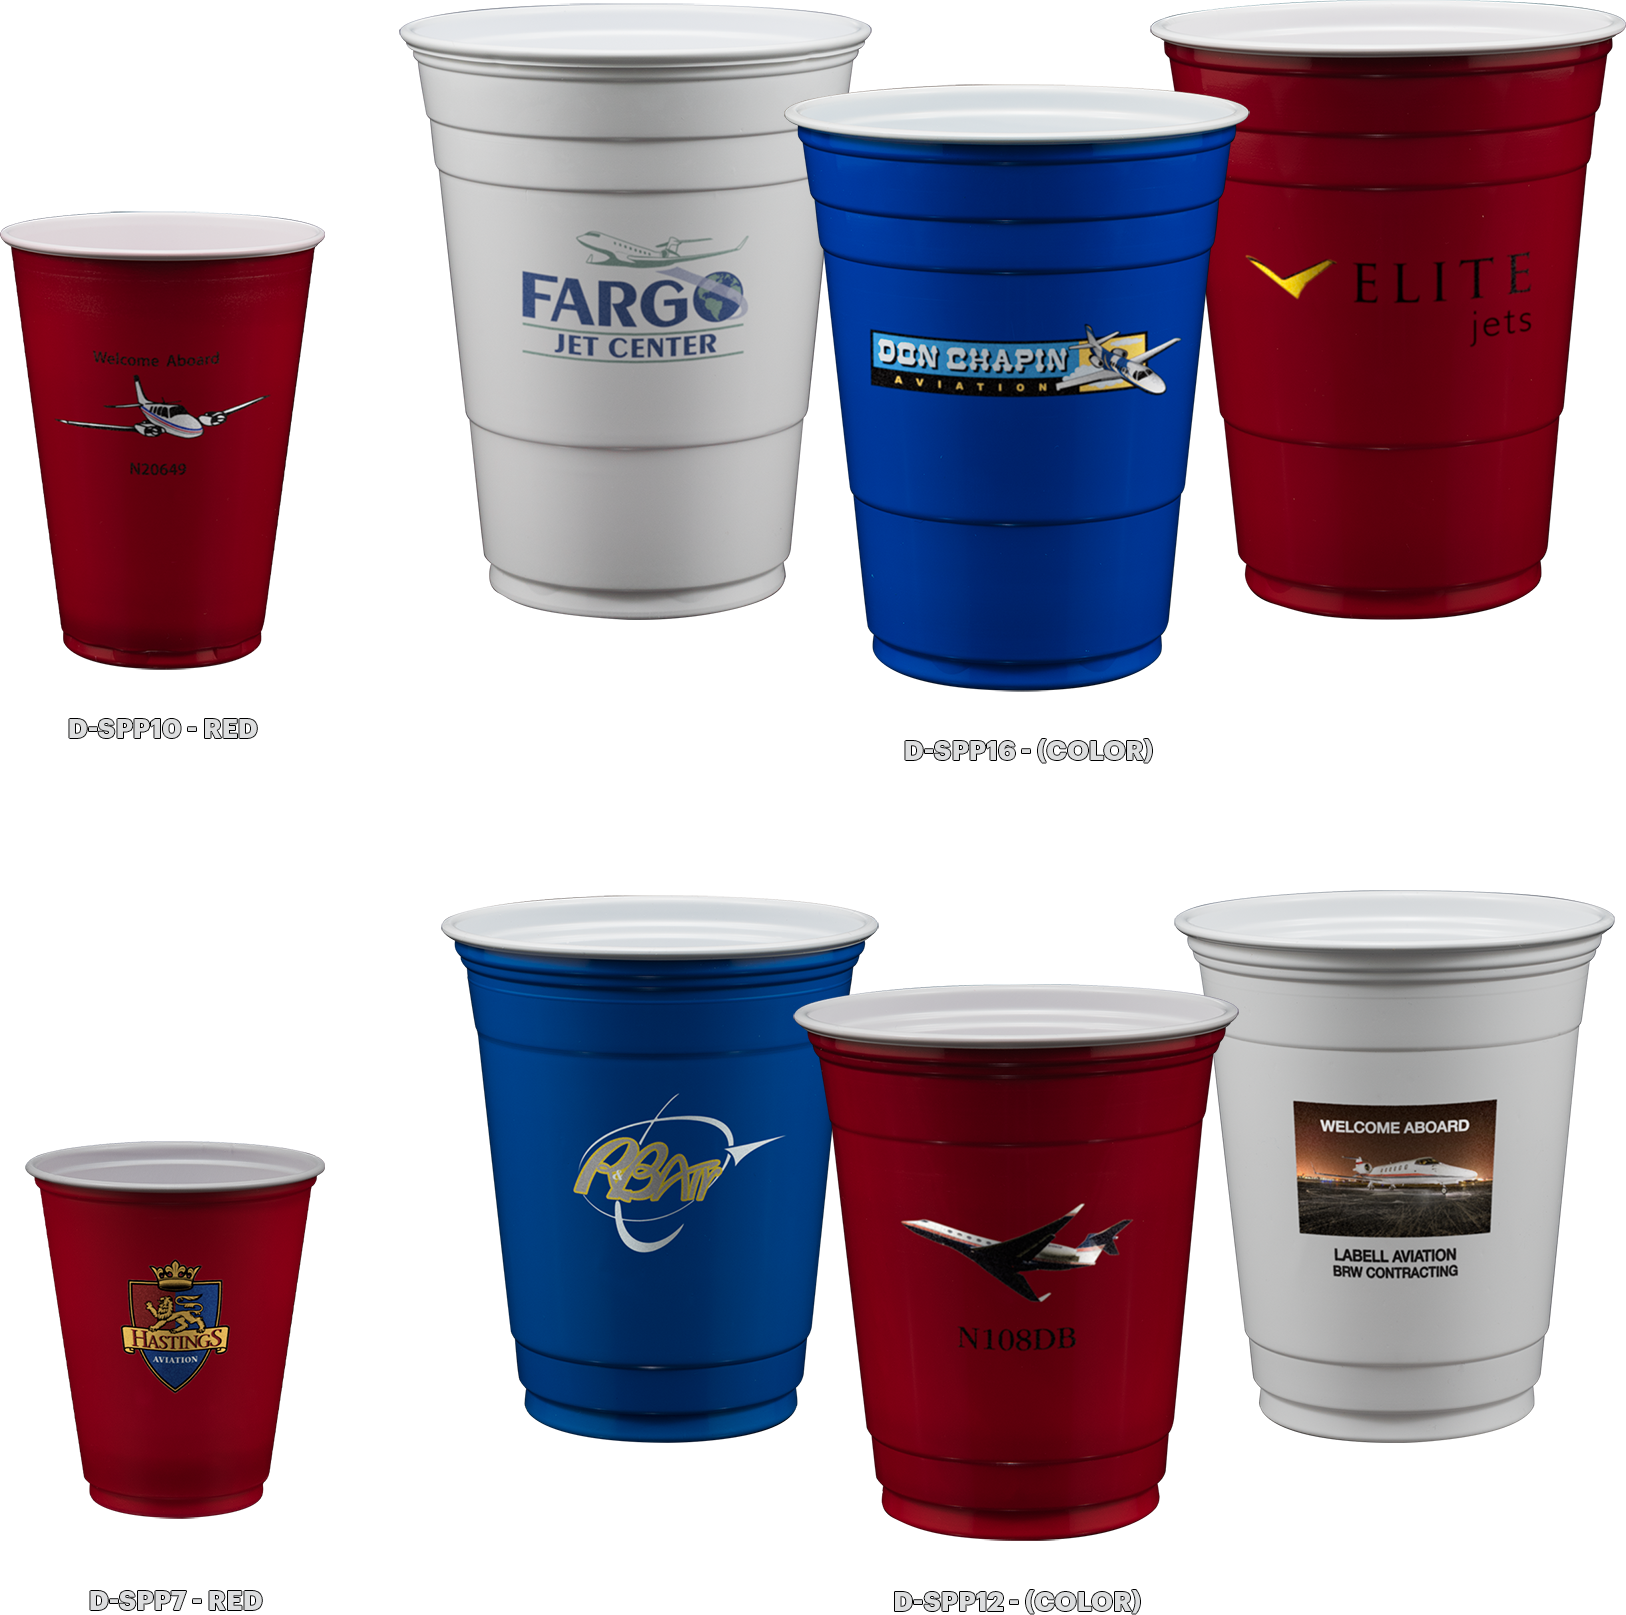 Welcome Aboard
N20649
D-SPP10 - RED
FARGO
JET CENTER
DON CHAPIN
AVIATION
ELITE
jets
D-SPP16 - (COLOR)
HASTINGS
AVIATION
D-SPP7 - RED
N108DB
WELCOME ABOARD
LABELL AVIATION
BRW CONTRACTING
D-SPP12 - (COLOR)